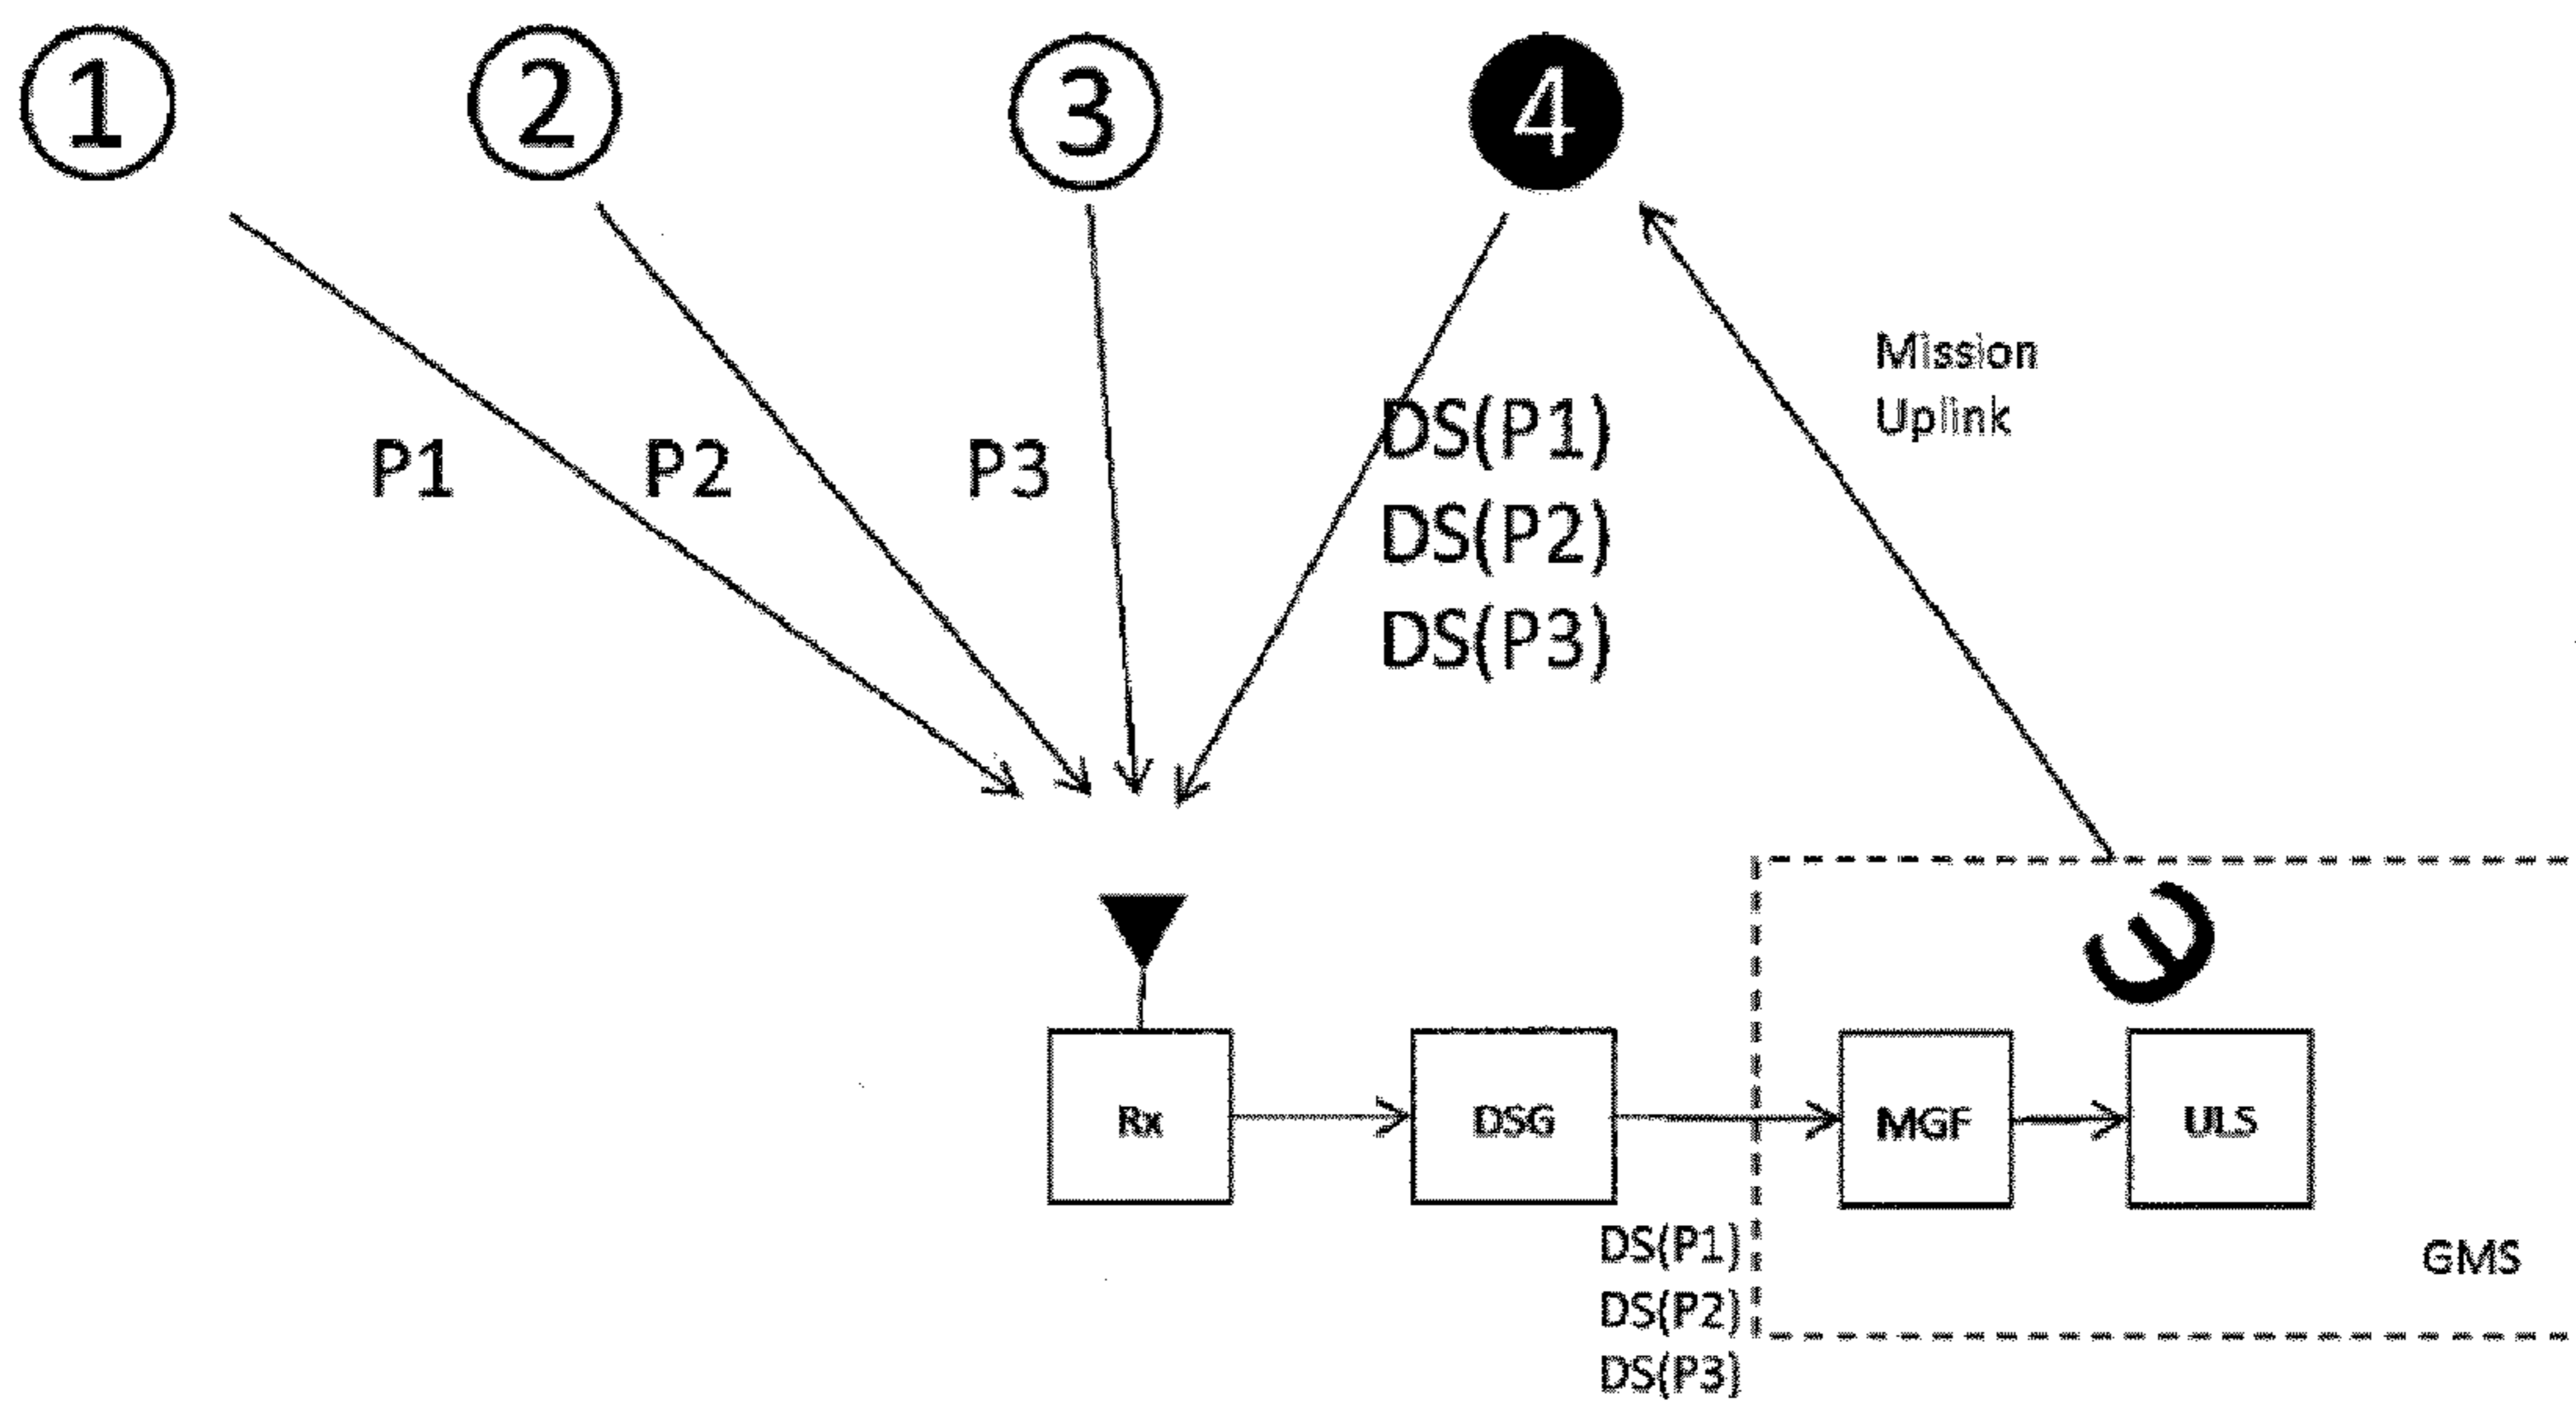 1
2
3
4
Mission
Uplink
P1
P2
P3
DS(P1)
DS(P2)
DS(P3)
Rx
DSG
MGF
ULS
DS(P1)
DS(P2)
DS(P3)
GMS